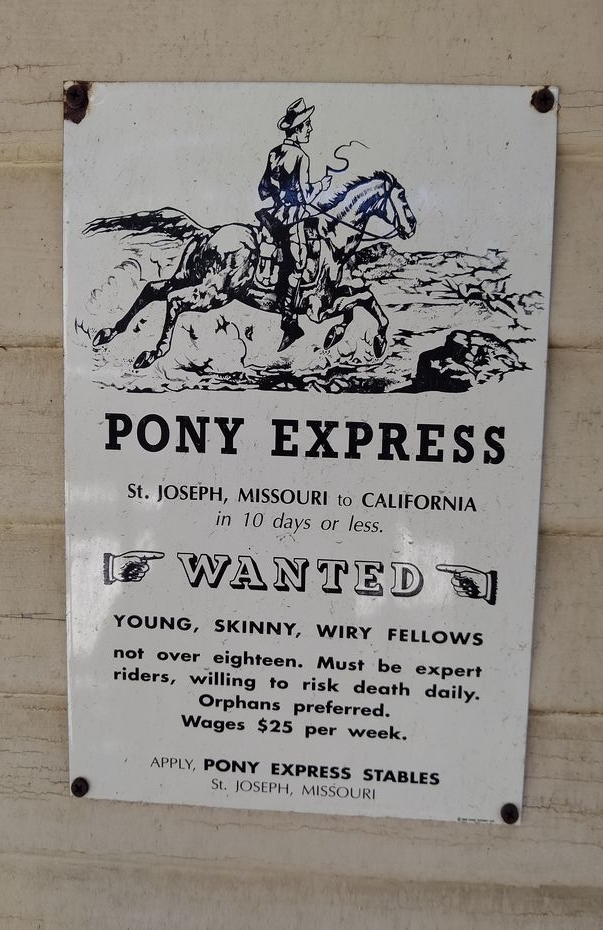 PONY EXPRESS
St. JOSEPH, MISSOURI to CALIFORNIA
in 10 days or less.
WANTED
YOUNG, SKINNY, WIRY FELLOWS
not over eighteen. Must be expert
riders, willing to risk death daily.
Orphans preferred.
Wages $25 per week.
APPLY, PONY EXPRESS STABLES
St. JOSEPH, MISSOURI